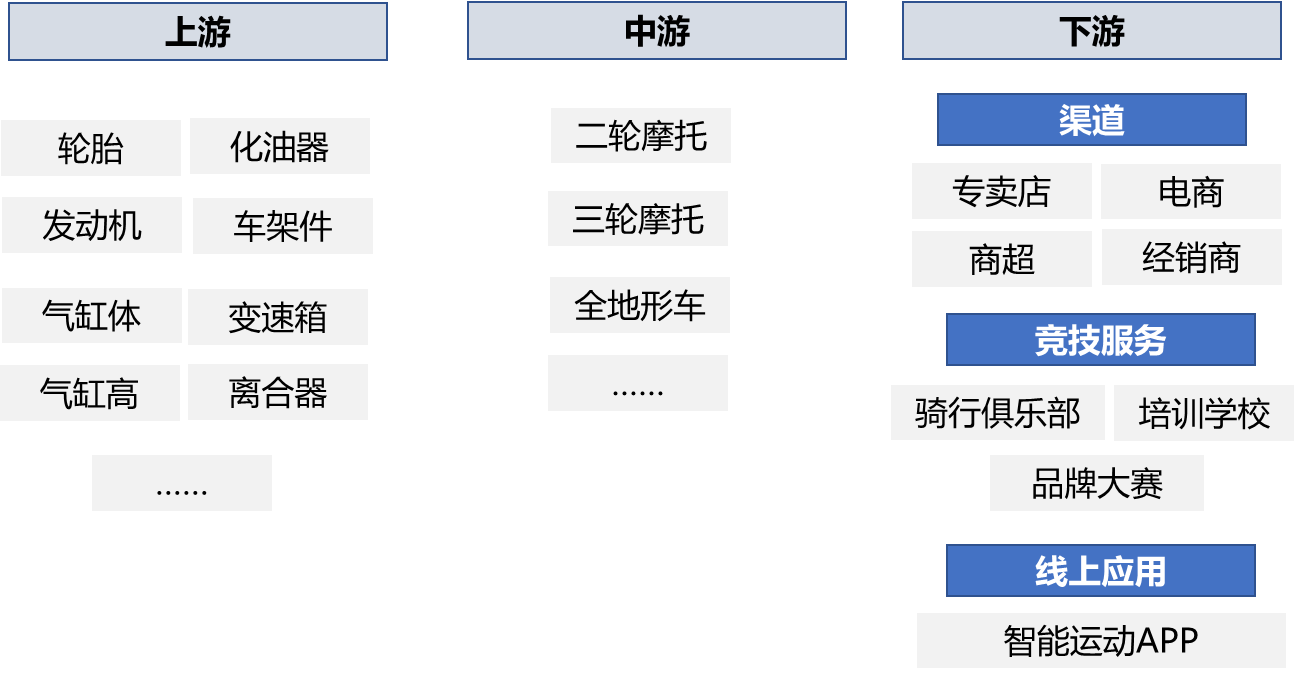 上游
轮胎
化油器
发动机
车架件
气缸体
变速箱
气缸高
离合器
......
中游
二轮摩托
三轮摩托
全地形车
......
下游
渠道
专卖店
电商
商超
经销商
竞技服务
骑行俱乐部
培训学校
品牌大赛
线上应用
智能运动APP